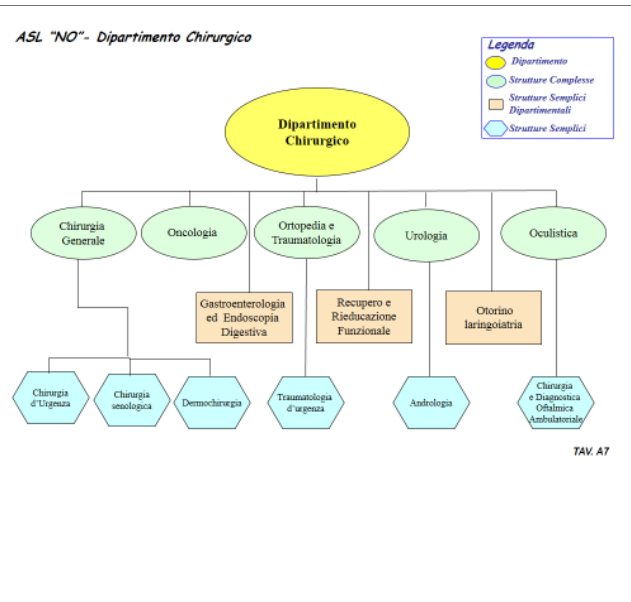 ASL "NO"- Dipartimento Chirurgico
Legenda
Dipartimento
Strutture Complesse
Strutture Semplici
Dipartimentali
Strutture Semplici
Dipartimento
Chirurgico
Chirurgia
Generale
Oncologia
Ortopedia e
Traumatologia
Urologia
Oculistica
Gastroenterologia
ed Endoscopia
Digestiva
Recupero e
Rieducazione
Funzionale
Otorino
laringoiatria
Chirurgia
d'Urgenza
Chirurgia
senologica
Dermochirurgia
Traumatologia
d'urgenza
Andrologia
Chirurgia
e Diagnostica
Oftalmica
Ambulatoriale
TAV. A7